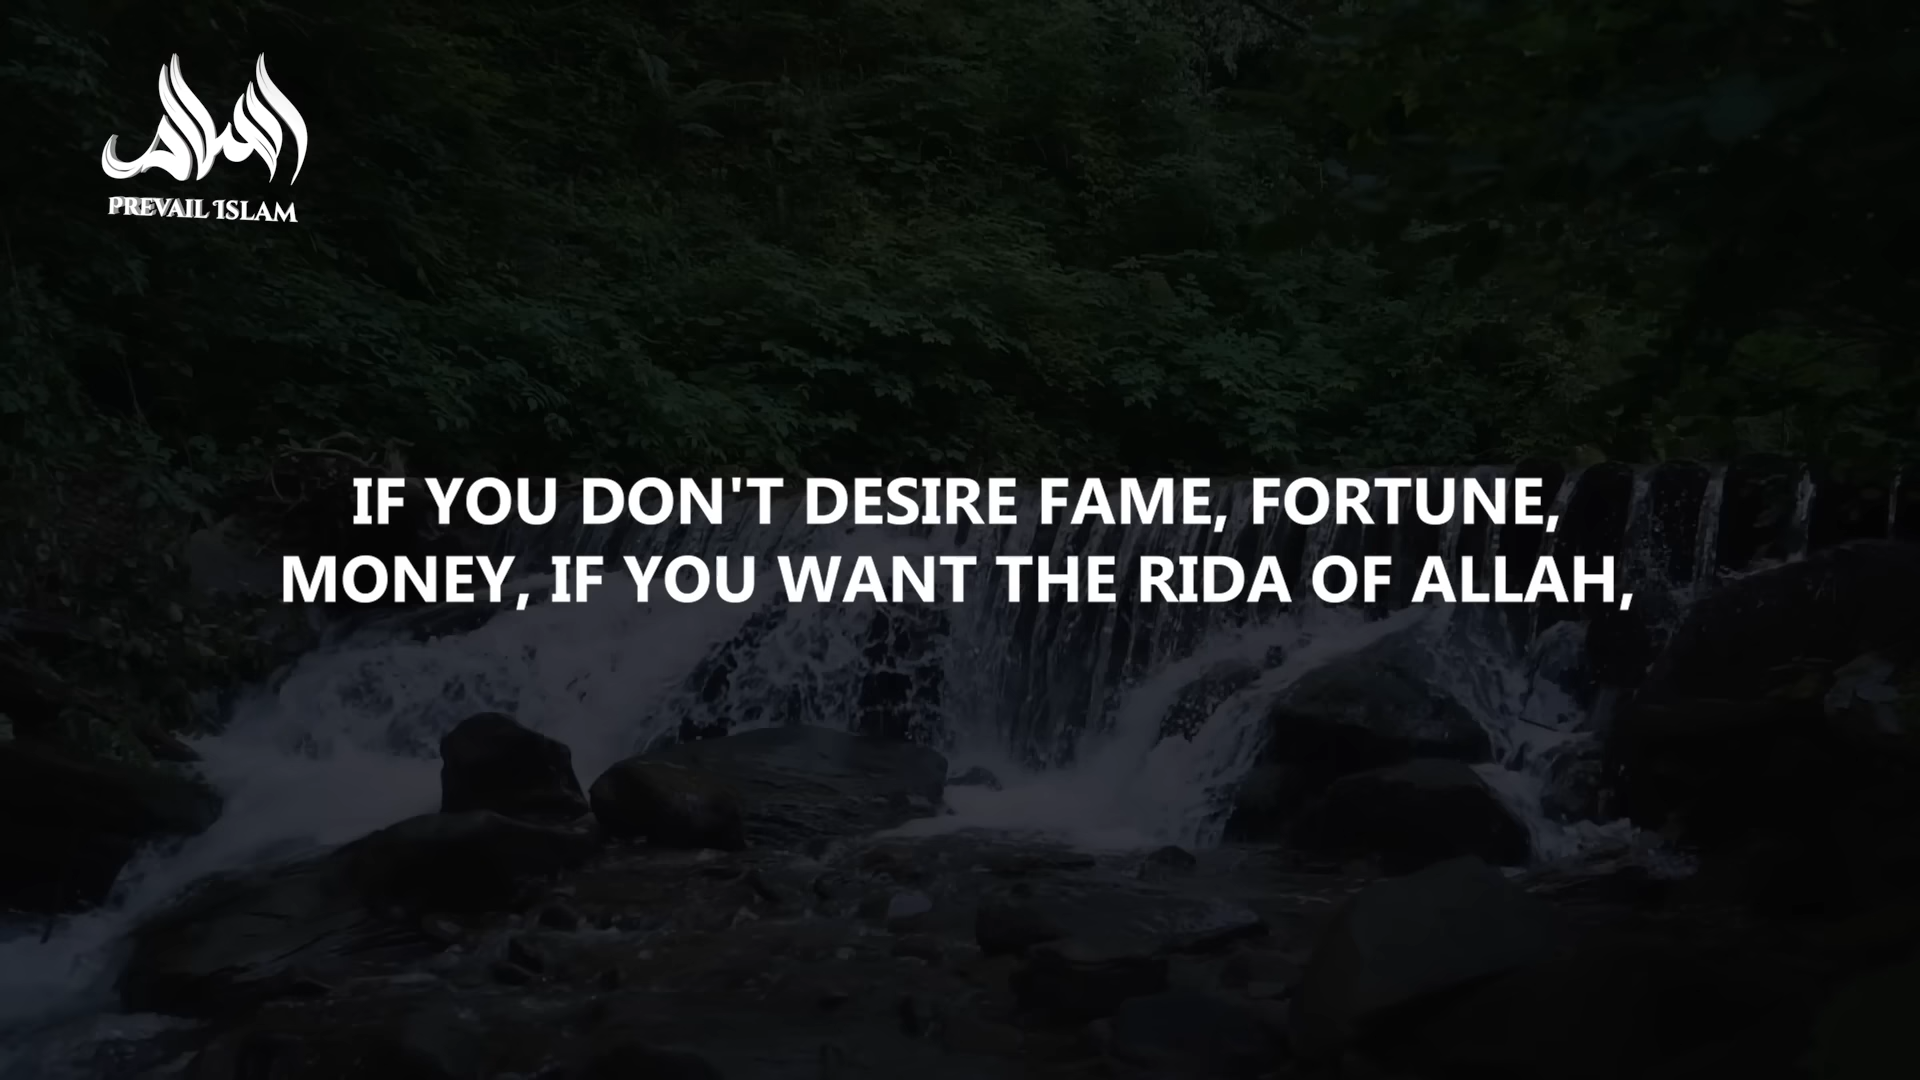 PREVAIL ISLAM
IF YOU DON'T DESIRE FAME, FORTUNE,
MONEY, IF YOU WANT THE RIDA OF ALLAH,